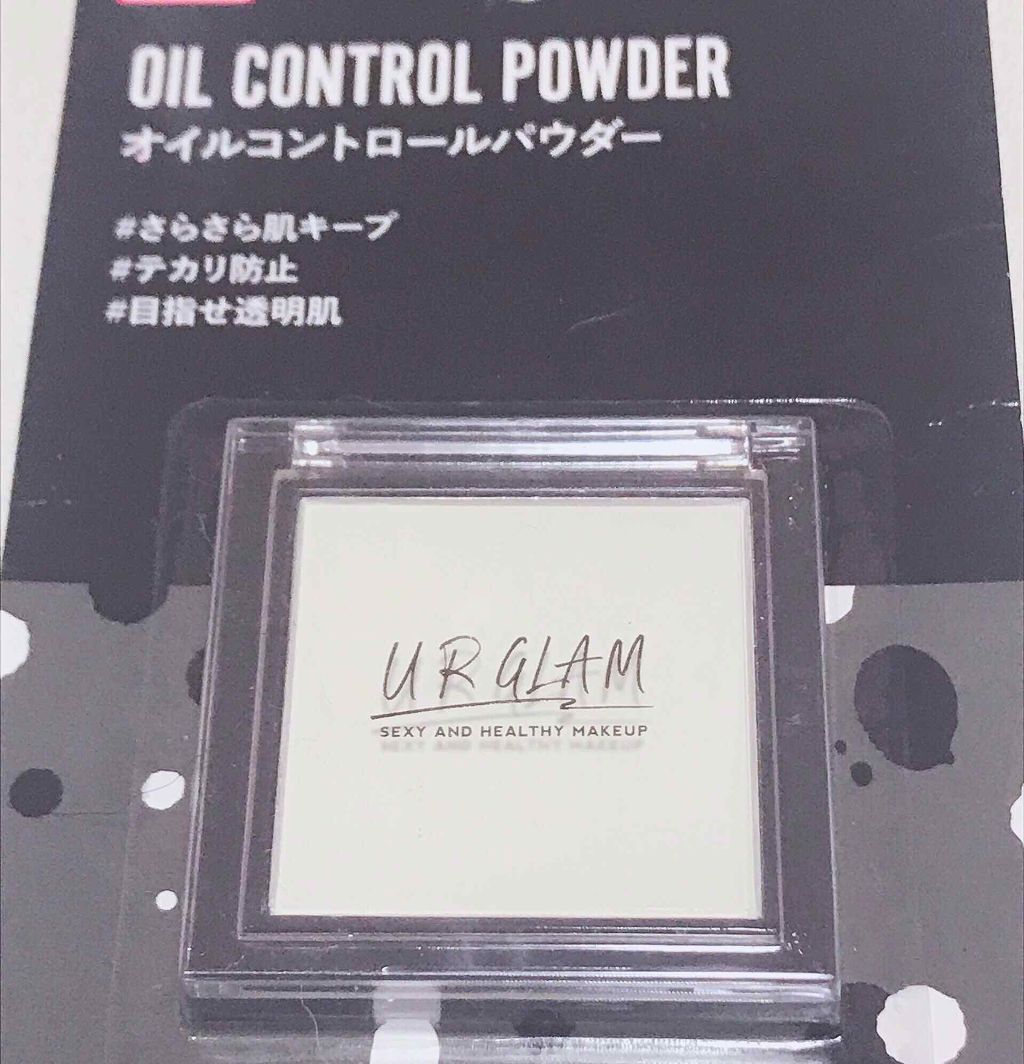 OIL CONTROL POWDER
オイルコントロールパウダー
#さらさら肌キープ
#テカリ防止
#目指せ透明肌
U R GLAM
SEXY AND HEALTHY MAKEUP